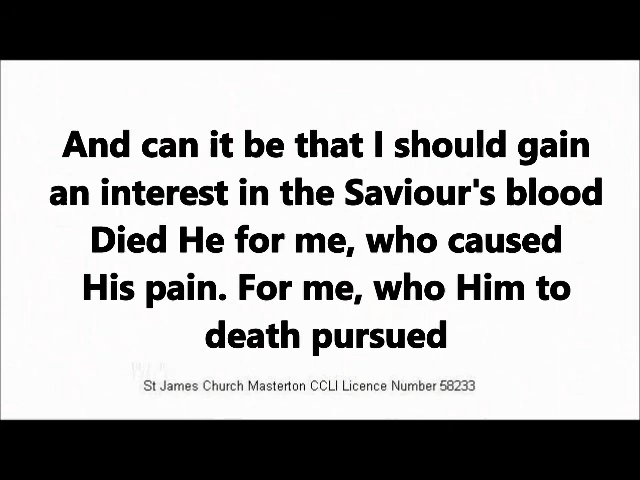 And can it be that I should gain
an interest in the Saviour's blood
Died He for me, who caused
His pain. For me, who Him to
death pursued
St James Church Masterton CCLI Licence Number 58233